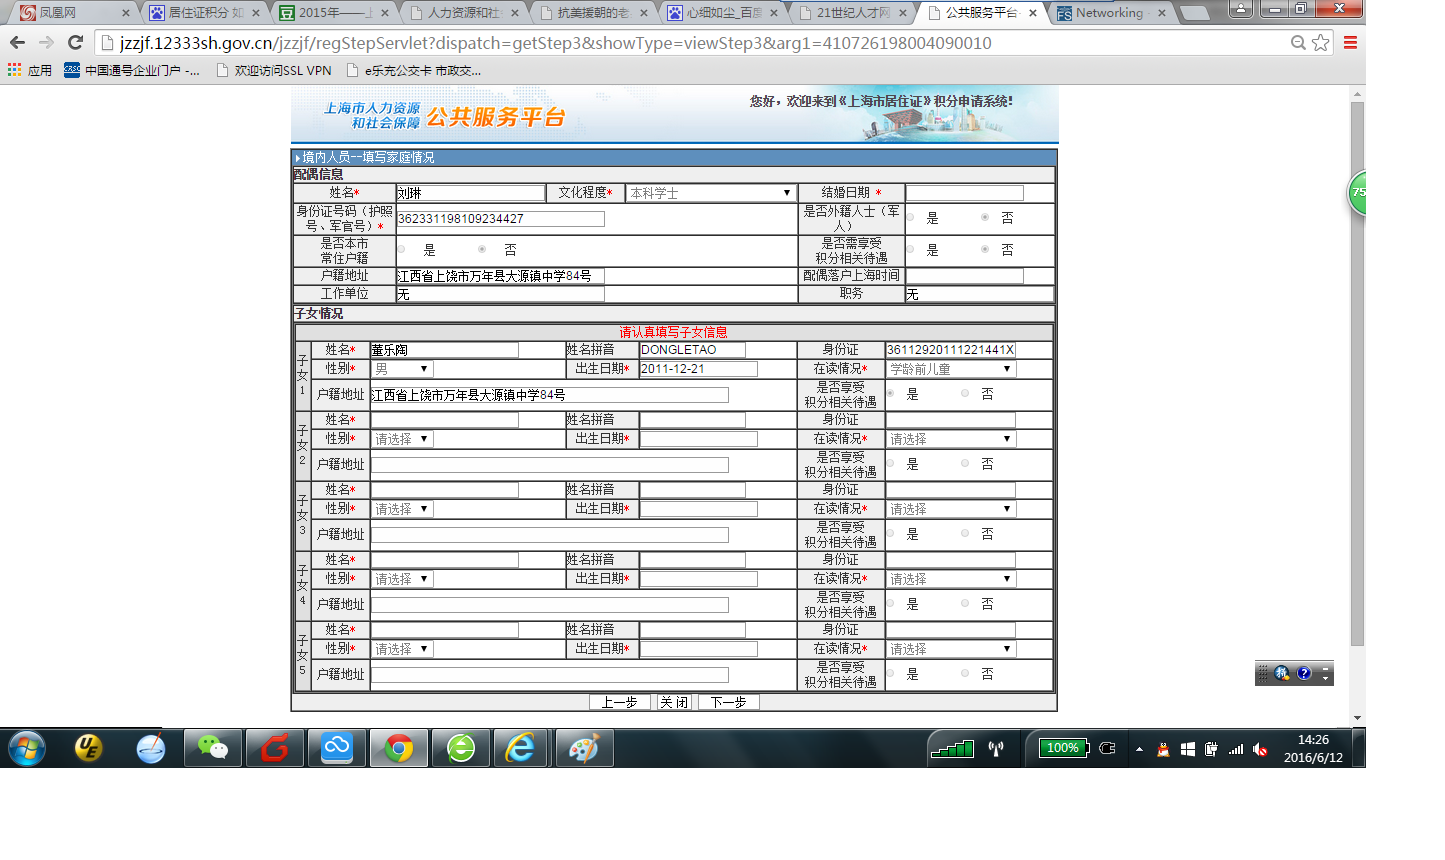 凤凰网
居住证积分 如
2015年——上
人力资源和社
抗美援朝的老
心细如尘_百度
21世纪人才网
公共服务平台
Networking
jzzjf.12333sh.gov.cn/jzzjf/regStepServlet?dispatch=getStep3&showType=viewStep3&arg1=410726198004090010
应用 中国通号企业门户 -... 欢迎访问SSL VPN e乐充公交卡 市政交...
上海市人力资源
和社会保障 公共服务平台
您好，欢迎来到《上海市居住证》积分申请系统!
境内人员--填写家庭情况
配偶信息
姓名* 刘琳 文化程度* 本科学士 结婚日期 *
身份证号码（护照号、军官号）* 362331198109234427 是否外籍人士（军人） 是 否
是否本市常住户籍 是 否 是否需享受积分相关待遇 是 否
户籍地址 江西省上饶市万年县大源镇中学84号 配偶落户上海时间
工作单位 无 职务 无
子女情况
请认真填写子女信息
子女1
姓名* 董乐陶 姓名拼音 DONGLETAO 身份证 36112920111221441X
性别* 男 出生日期* 2011-12-21 在读情况* 学龄前儿童
户籍地址 江西省上饶市万年县大源镇中学84号 是否享受积分相关待遇 是 否
子女2
姓名* 姓名拼音 身份证
性别* 请选择 出生日期* 在读情况* 请选择
户籍地址 是否享受积分相关待遇 是 否
子女3
姓名* 姓名拼音 身份证
性别* 请选择 出生日期* 在读情况* 请选择
户籍地址 是否享受积分相关待遇 是 否
子女4
姓名* 姓名拼音 身份证
性别* 请选择 出生日期* 在读情况* 请选择
户籍地址 是否享受积分相关待遇 是 否
子女5
姓名* 姓名拼音 身份证
性别* 请选择 出生日期* 在读情况* 请选择
户籍地址 是否享受积分相关待遇 是 否
上一步 关 闭 下一步
75
100%
14:26
2016/6/12